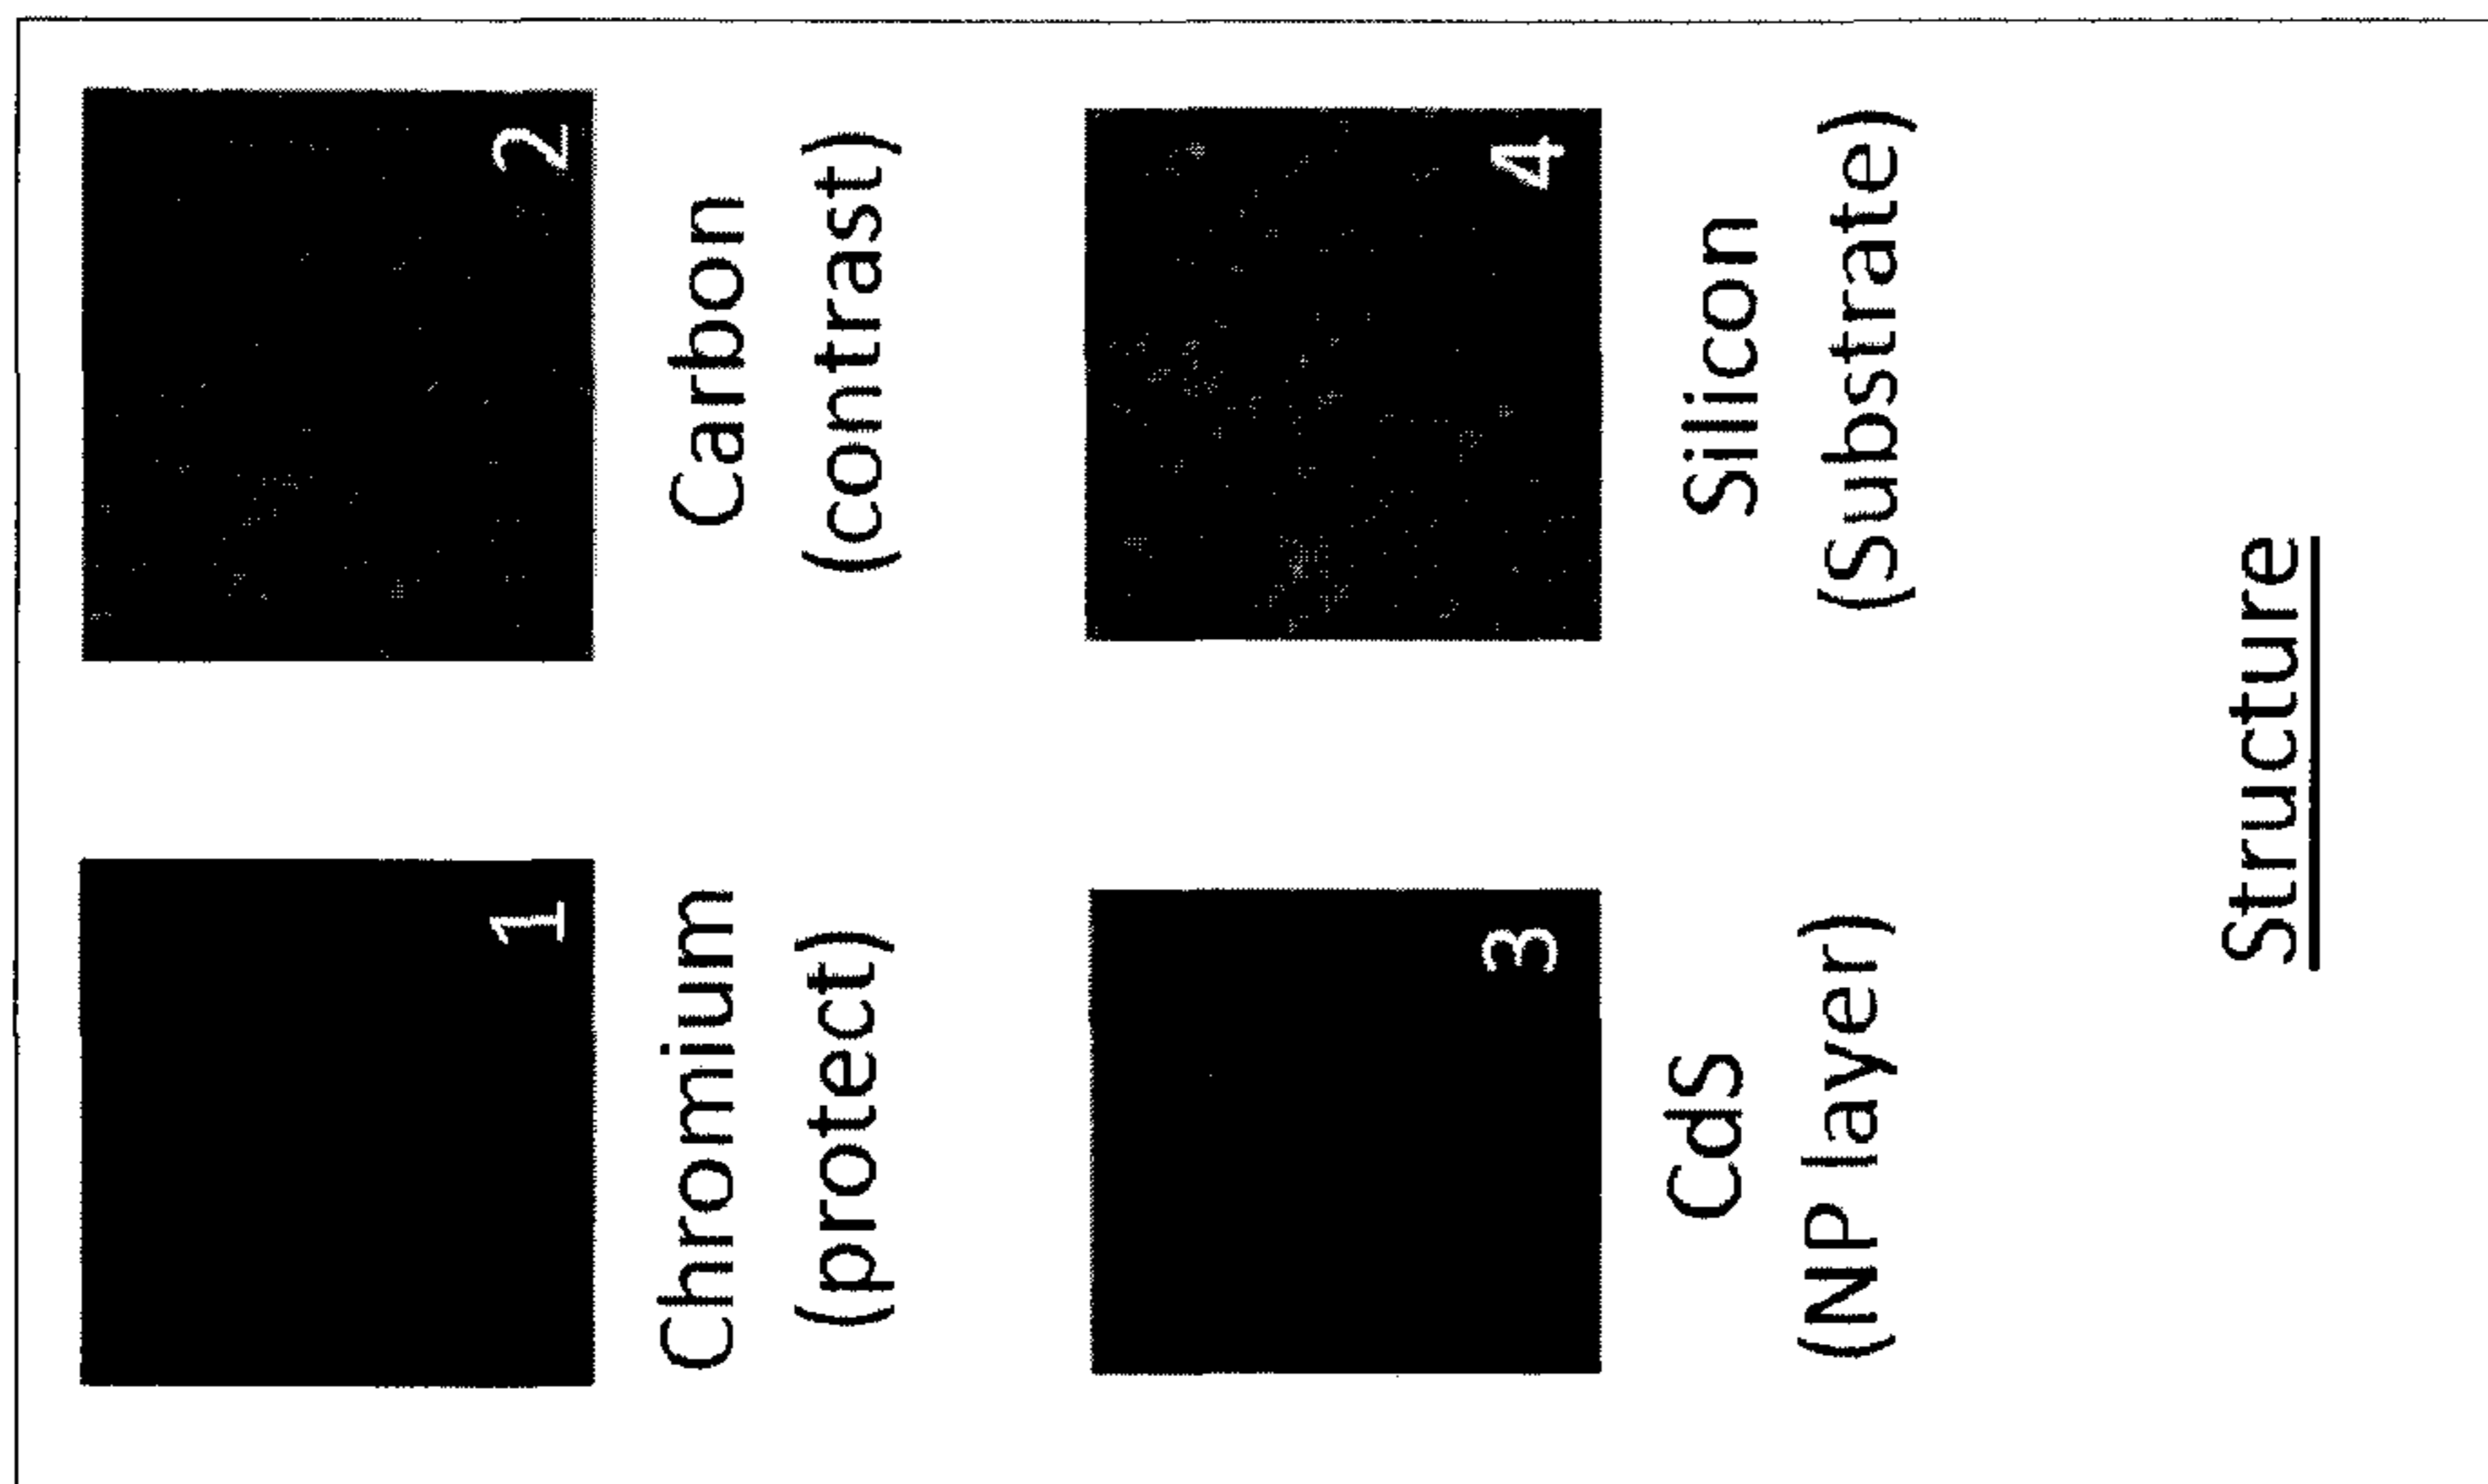 1
Chromium
(protect)
2
Carbon
(contrast)
3
CdS
(NP layer)
4
Silicon
(Substrate)
Structure